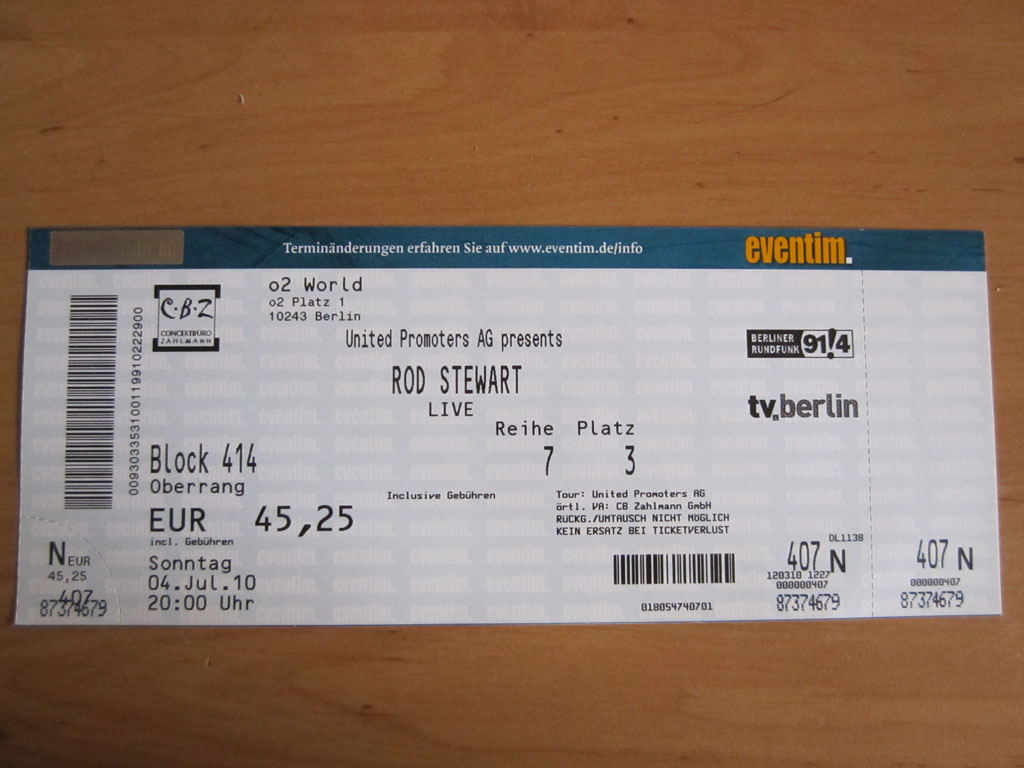 Terminänderungen erfahren Sie auf www.eventim.de/info
eventim.
C·B·Z
CONCERTBÜRO
ZAHLMANN
o2 World
o2 Platz 1
10243 Berlin
United Promoters AG presents
ROD STEWART
LIVE
BERLINER
RUNDFUNK 91!4
tv.berlin
Reihe Platz
7 3
Block 414
Oberrang
Inclusive Gebühren
EUR 45,25
incl. Gebühren
Sonntag
04.Jul.10
20:00 Uhr
Tour: United Promoters AG
örtl. VA: CB Zahlmann GmbH
RÜCKG./UMTAUSCH NICHT MÖGLICH
KEIN ERSATZ BEI TICKETVERLUST
018054740701
DL1138
407 N
120310 1227
000000407
87374679
407 N
000000407
87374679
N EUR
45,25
407
87374679
009303353100119910222900